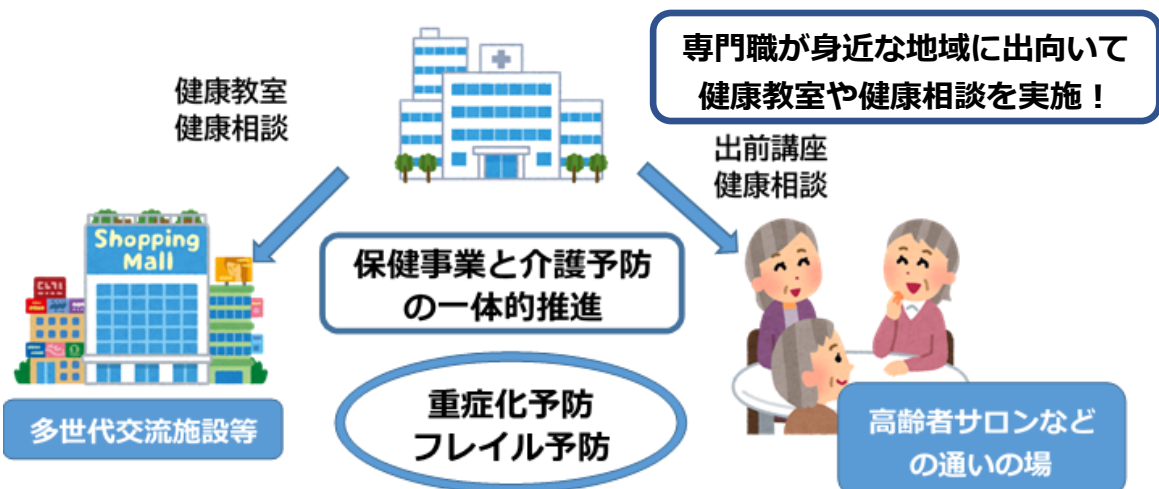 専門職が身近な地域に出向いて
健康教室や健康相談を実施！
健康教室
健康相談
出前講座
健康相談
Shopping
Mall
保健事業と介護予防
の一体的推進
重症化予防
フレイル予防
多世代交流施設等
高齢者サロンなど
の通いの場